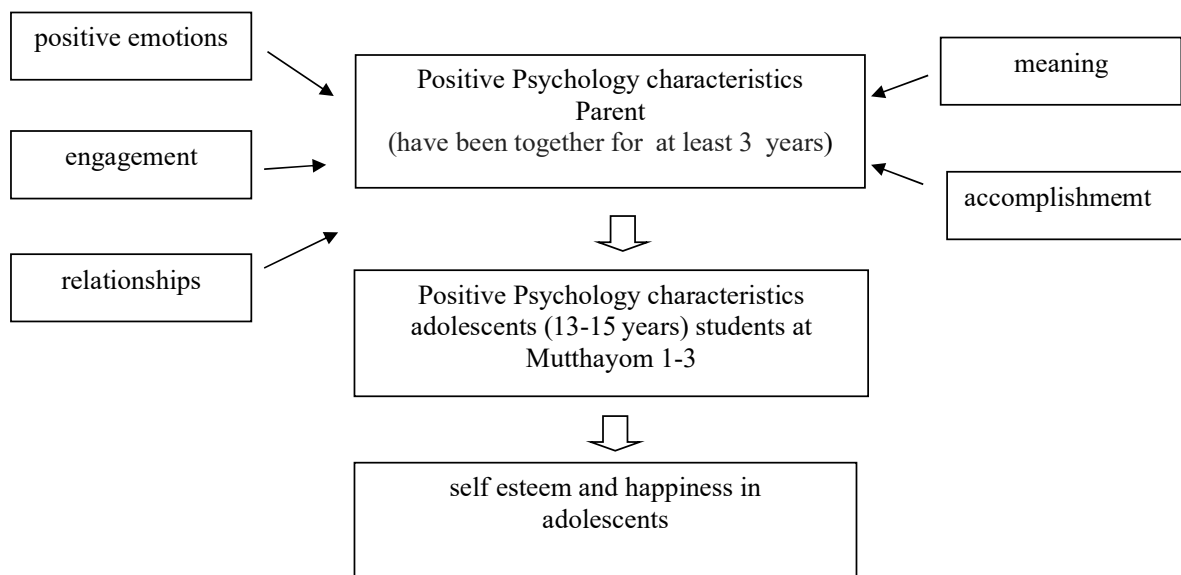 positive emotions
engagement
relationships
Positive Psychology characteristics
Parent
(have been together for  at least 3  years)
meaning
accomplishmemt
Positive Psychology characteristics
adolescents (13-15 years) students at
Mutthayom 1-3
self esteem and happiness in
adolescents